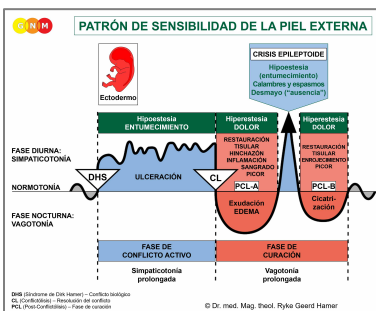 GNM
PATRÓN DE SENSIBILIDAD DE LA PIEL EXTERNA
CRISIS EPILEPTOIDE
Hipoestesia
(entumecimiento)
Calambres y espasmos
Desmayo ("ausencia")
Ectodermo
Hipoestesia
ENTUMECIMIENTO
Hiperestesia
DOLOR
Hiperestesia
DOLOR
RESTAURACIÓN
TISULAR
HINCHAZÓN
INFLAMACIÓN
SANGRADO
PICOR
RESTAURACIÓN
TISULAR
ENROJECIMIENTO
PICOR
FASE DIURNA:
SIMPATICOTONÍA
DHS
ULCERACIÓN
CL
PCL-A
PCL-B
NORMOTONÍA
Exudación
EDEMA
Cicatri-
zación
FASE NOCTURNA:
VAGOTONÍA
FASE DE
CONFLICTO ACTIVO
FASE DE
CURACIÓN
Simpaticotonía
prolongada
Vagotonía
prolongada
DHS (Síndrome de Dirk Hamer) – Conflicto biológico
CL (Conflictólisis) – Resolución del conflicto
PCL (Post-Conflictólisis) – Fase de curación
© Dr. med. Mag. theol. Ryke Geerd Hamer